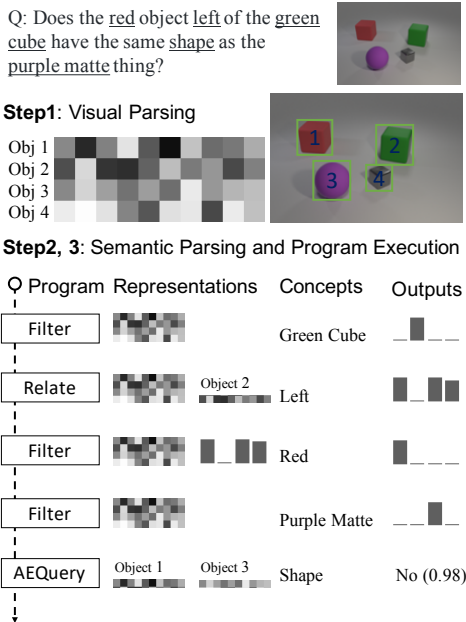 Q: Does the red object left of the green
cube have the same shape as the
purple matte thing?
Step1: Visual Parsing
Obj 1
Obj 2
Obj 3
Obj 4
1
2
3
4
Step2, 3: Semantic Parsing and Program Execution
Program Representations Concepts Outputs
Filter Green Cube
Relate Object 2 Left
Filter Red
Filter Purple Matte
AEQuery Object 1 Object 3 Shape No (0.98)